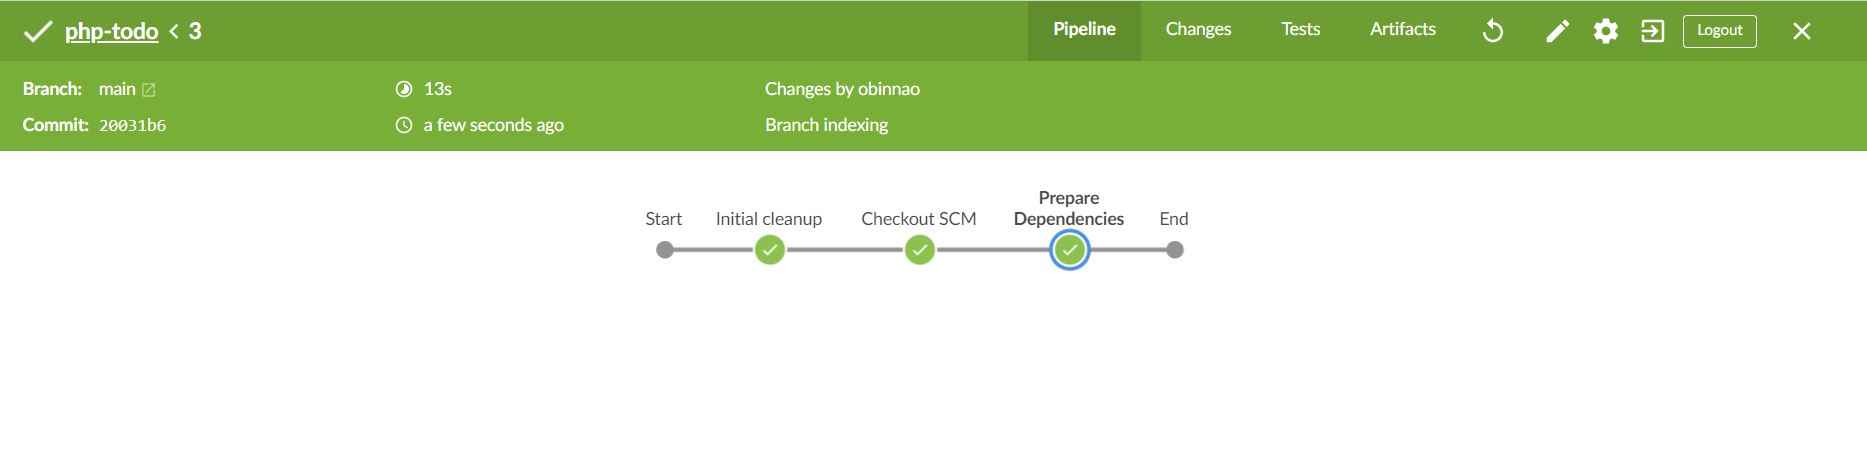 php-todo < 3
Pipeline
Changes
Tests
Artifacts
Logout
Branch: main
13s
Changes by obinnao
Commit: 20031b6
a few seconds ago
Branch indexing
Start
Initial cleanup
Checkout SCM
Prepare
Dependencies
End